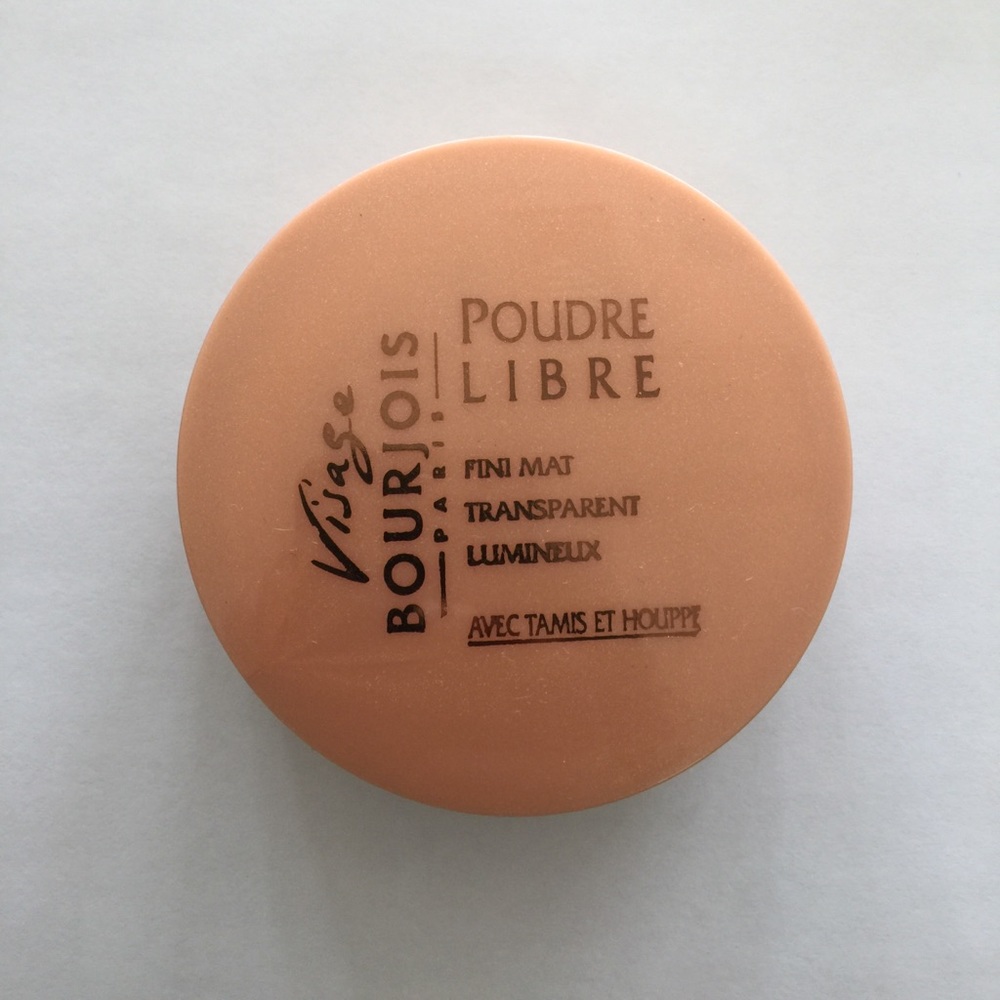 Visage
BOURJOIS
PARIS
POUDRE
LIBRE
FINI MAT
TRANSPARENT
LUMINEUX
AVEC TAMIS ET HOUPPE